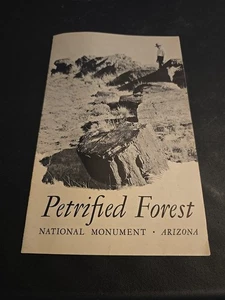 Petrified Forest
NATIONAL MONUMENT • ARIZONA